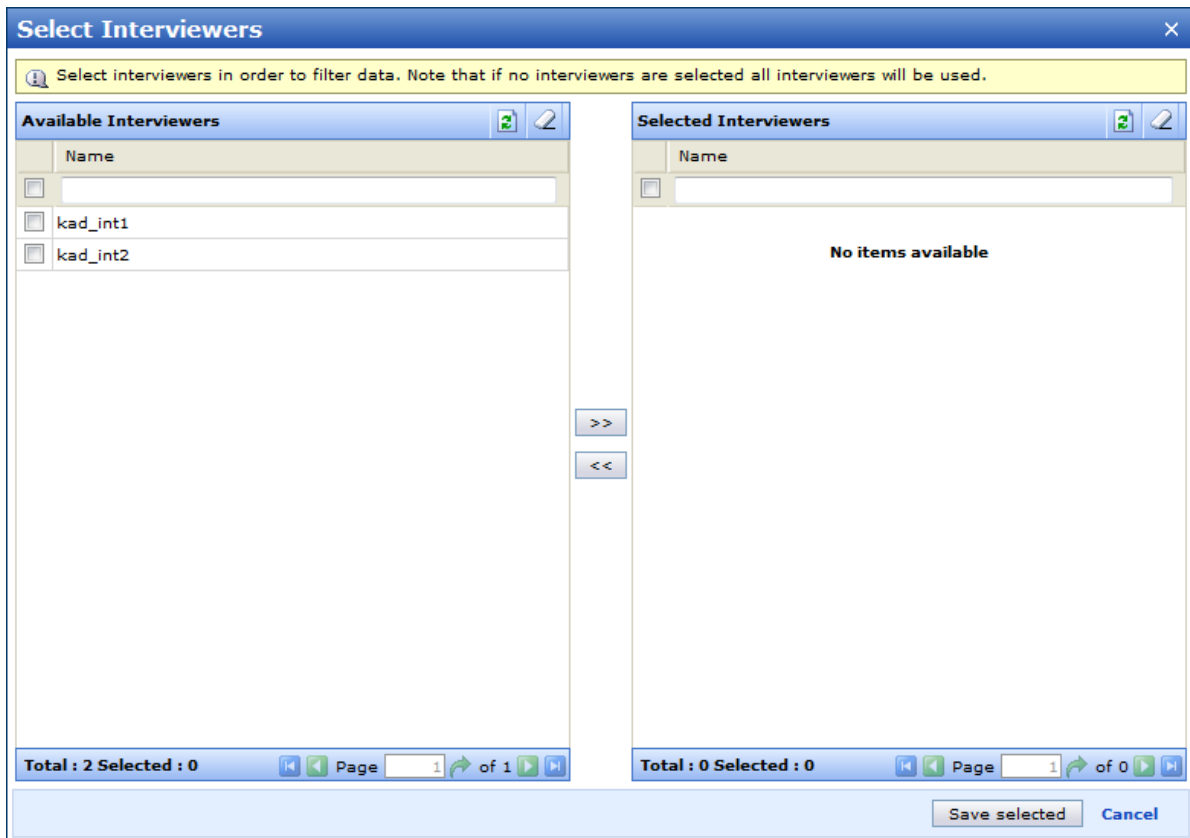 Select Interviewers
Select interviewers in order to filter data. Note that if no interviewers are selected all interviewers will be used.
Available Interviewers
Name
kad_int1
kad_int2
Total : 2 Selected : 0 Page 1 of 1
>>
<<
Selected Interviewers
Name
No items available
Total : 0 Selected : 0 Page 1 of 0
Save selected Cancel